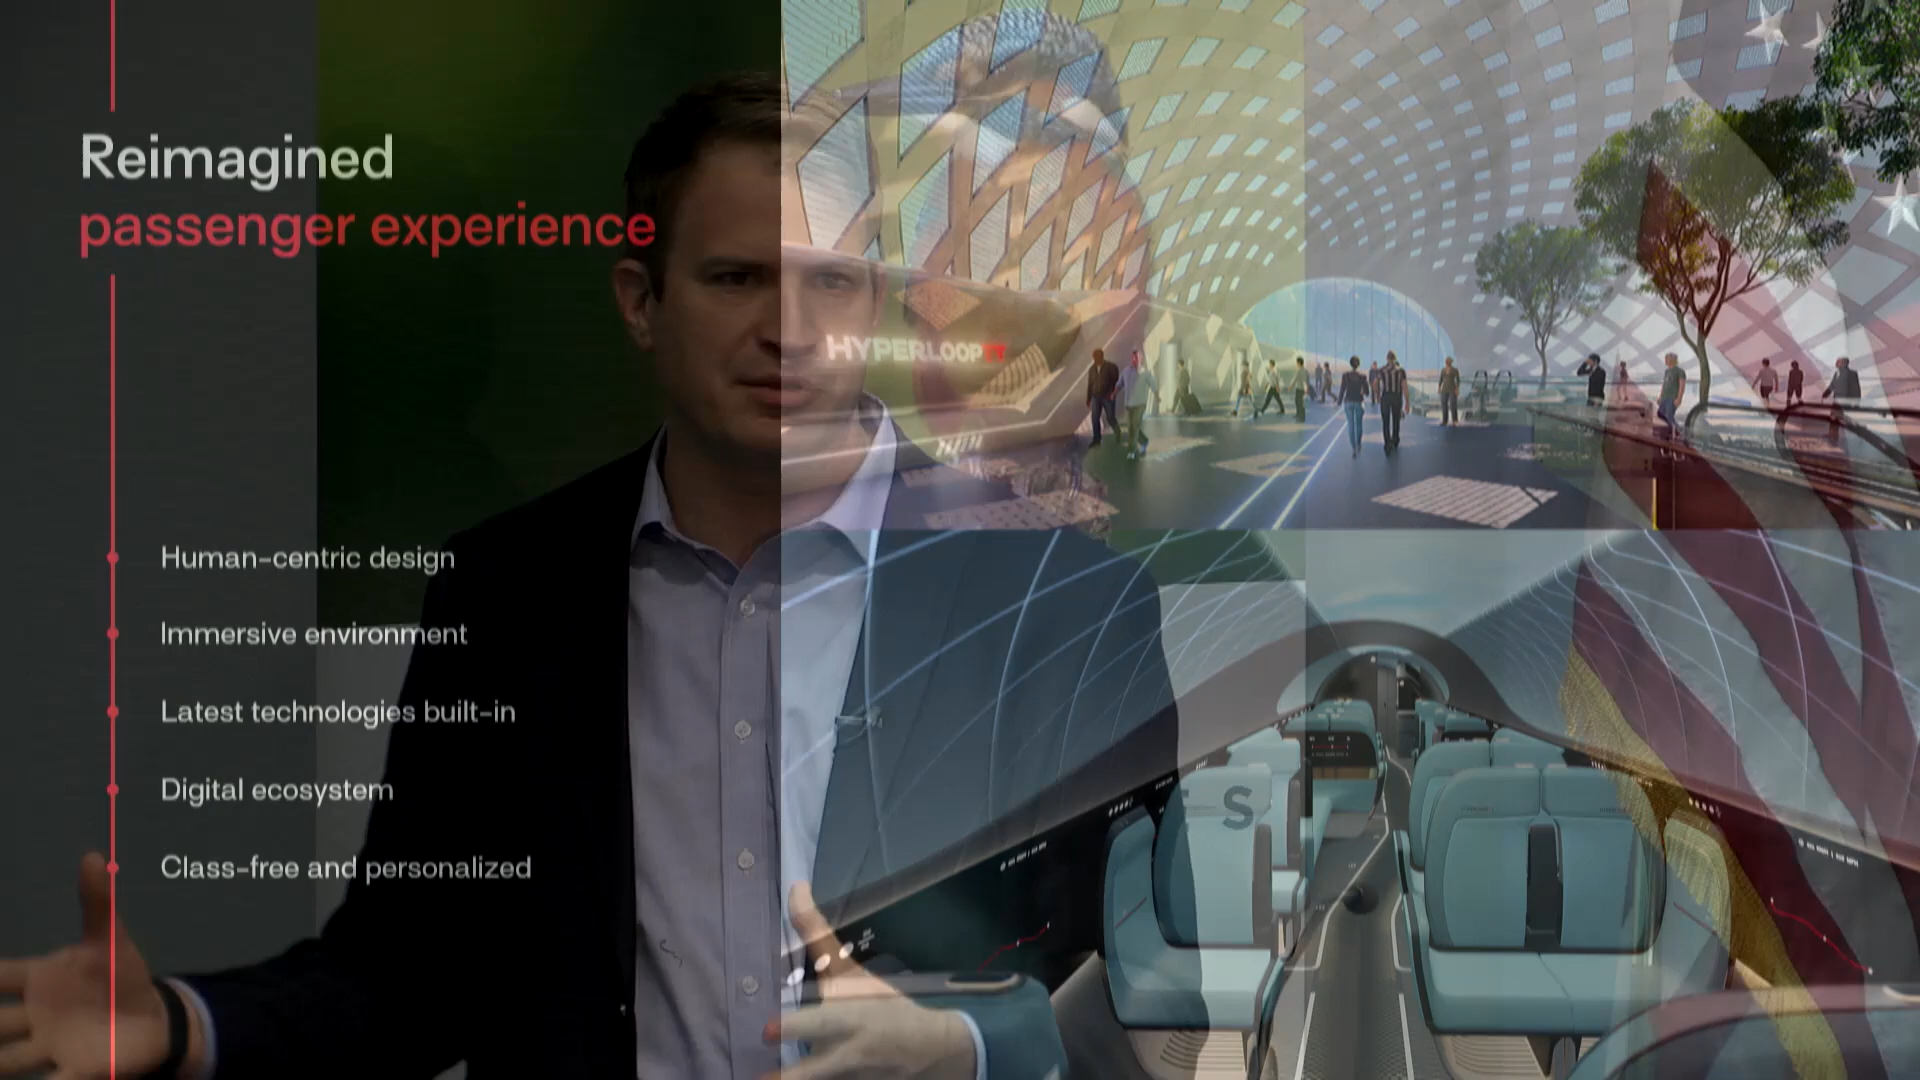 Reimagined
passenger experience
HYPERLOOPTT
Human-centric design
Immersive environment
Latest technologies built-in
Digital ecosystem
S
Class-free and personalized